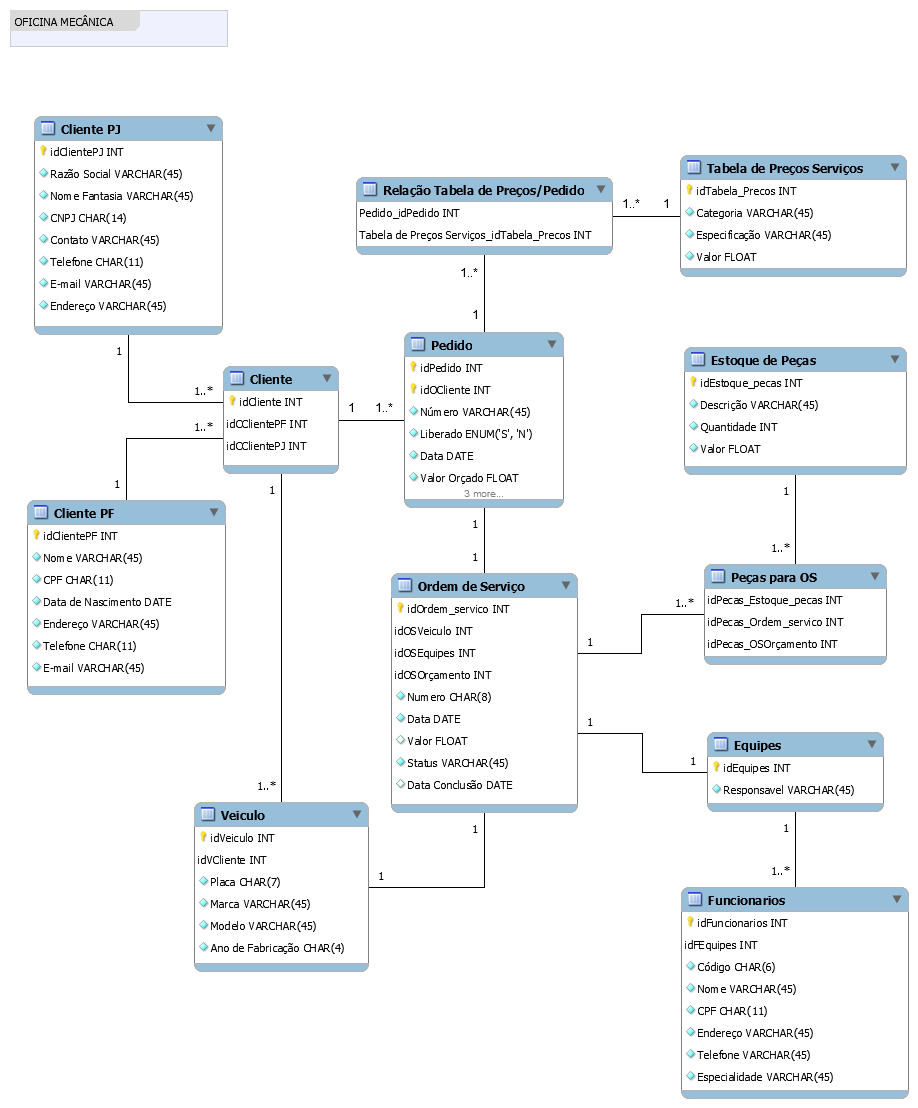 OFICINA MECÂNICA
Cliente PJ
idClientePJ INT
Razão Social VARCHAR(45)
Nome Fantasia VARCHAR(45)
CNPJ CHAR(14)
Contato VARCHAR(45)
Telefone CHAR(11)
E-mail VARCHAR(45)
Endereço VARCHAR(45)
1
1..*
Relação Tabela de Preços/Pedido
Pedido_idPedido INT
Tabela de Preços Serviços_idTabela_Precos INT
1..*
1
Tabela de Preços Serviços
idTabela_Precos INT
Categoria VARCHAR(45)
Especificação VARCHAR(45)
Valor FLOAT
1..*
1
Cliente
idCliente INT
idCClientePF INT
idCClientePJ INT
1
1..*
Pedido
idPedido INT
idOCliente INT
Número VARCHAR(45)
Liberado ENUM('S', 'N')
Data DATE
Valor Orçado FLOAT
3 more...
Estoque de Peças
idEstoque_pecas INT
Descrição VARCHAR(45)
Quantidade INT
Valor FLOAT
1
1..*
1..*
1
Cliente PF
idClientePF INT
Nome VARCHAR(45)
CPF CHAR(11)
Data de Nascimento DATE
Endereço VARCHAR(45)
Telefone CHAR(11)
E-mail VARCHAR(45)
1
1..*
1
1
Ordem de Serviço
idOrdem_servico INT
idOSVeiculo INT
idOSEquipes INT
idOSOrçamento INT
Numero CHAR(8)
Data DATE
Valor FLOAT
Status VARCHAR(45)
Data Conclusão DATE
1
1..*
Peças para OS
idPecas_Estoque_pecas INT
idPecas_Ordem_servico INT
idPecas_OSOrçamento INT
1
1
Equipes
idEquipes INT
Responsavel VARCHAR(45)
1
1..*
Veiculo
idVeiculo INT
idVCliente INT
Placa CHAR(7)
Marca VARCHAR(45)
Modelo VARCHAR(45)
Ano de Fabricação CHAR(4)
1
1
Funcionarios
idFuncionarios INT
idFEquipes INT
Código CHAR(6)
Nome VARCHAR(45)
CPF CHAR(11)
Endereço VARCHAR(45)
Telefone VARCHAR(45)
Especialidade VARCHAR(45)